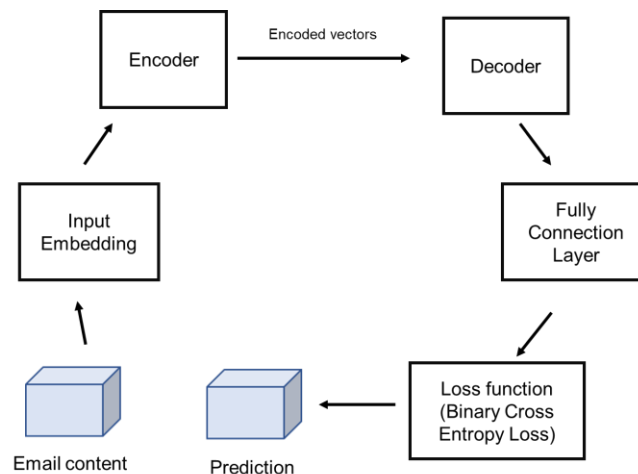 Encoder
Encoded vectors
Decoder
Input
Embedding
Fully
Connection
Layer
Loss function
(Binary Cross
Entropy Loss)
Email content
Prediction